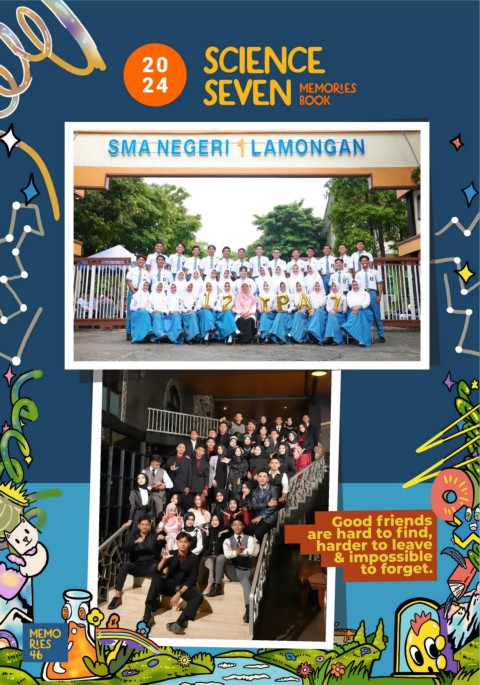 20
24
SCIENCE
SEVEN
MEMORIES
BOOK
SMA NEGERI 1 LAMONGAN
12 IPA 7
Good friends
are hard to find,
harder to leave
& impossible
to forget.
MEMO
RIES
46